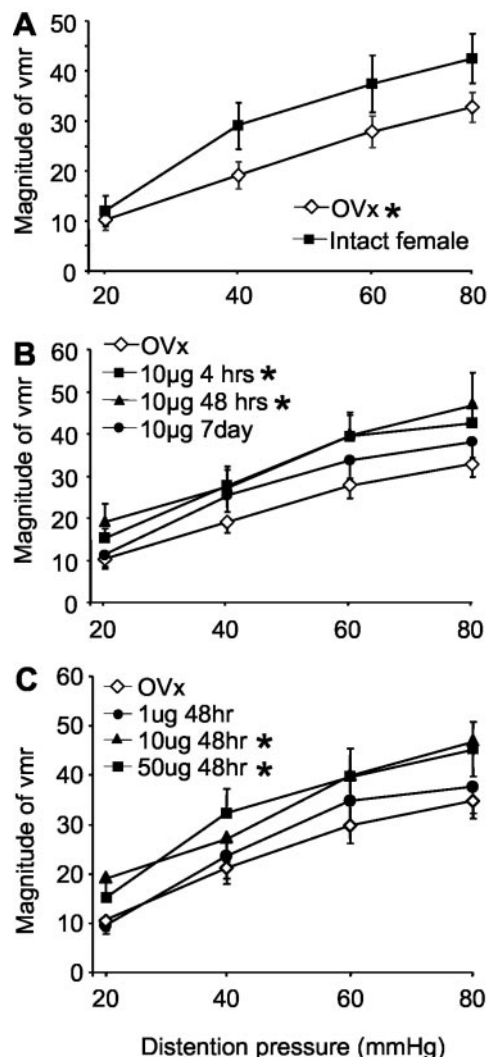 A
Magnitude of vmr
50
40
30
20
10
0
OVx *
Intact female
20 40 60 80
B
Magnitude of vmr
60
50
40
30
20
10
0
OVx
10µg 4 hrs *
10µg 48 hrs *
10µg 7day
20 40 60 80
C
Magnitude of vmr
60
50
40
30
20
10
0
OVx
1ug 48hr
10ug 48hr *
50ug 48hr *
20 40 60 80
Distention pressure (mmHg)